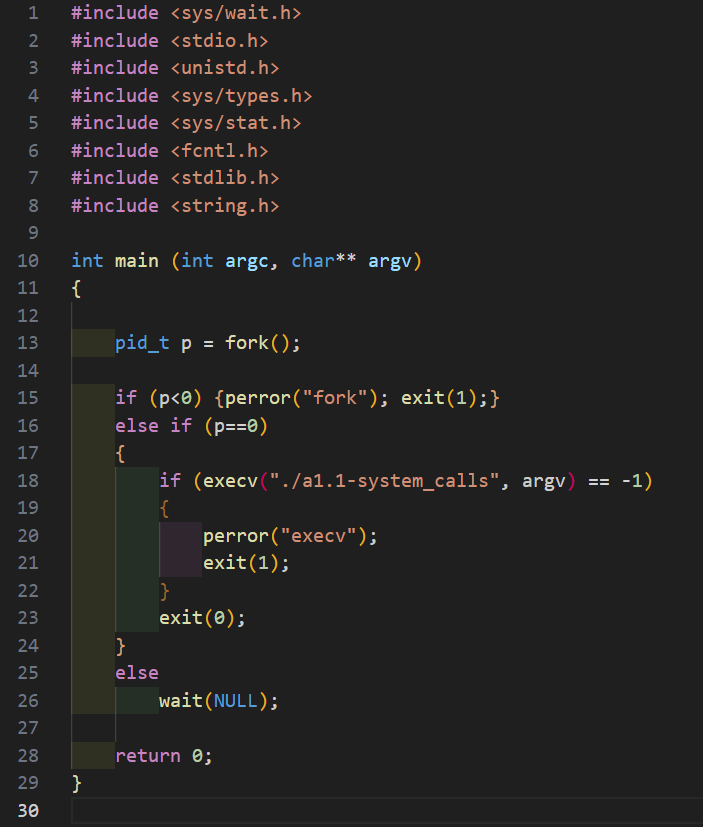 1 #include <sys/wait.h>
2 #include <stdio.h>
3 #include <unistd.h>
4 #include <sys/types.h>
5 #include <sys/stat.h>
6 #include <fcntl.h>
7 #include <stdlib.h>
8 #include <string.h>
9
10 int main (int argc, char** argv)
11 {
12
13     pid_t p = fork();
14
15     if (p<0) {perror("fork"); exit(1);}
16     else if (p==0)
17     {
18         if (execv("./a1.1-system_calls", argv) == -1)
19         {
20             perror("execv");
21             exit(1);
22         }
23         exit(0);
24     }
25     else
26         wait(NULL);
27
28     return 0;
29 }
30